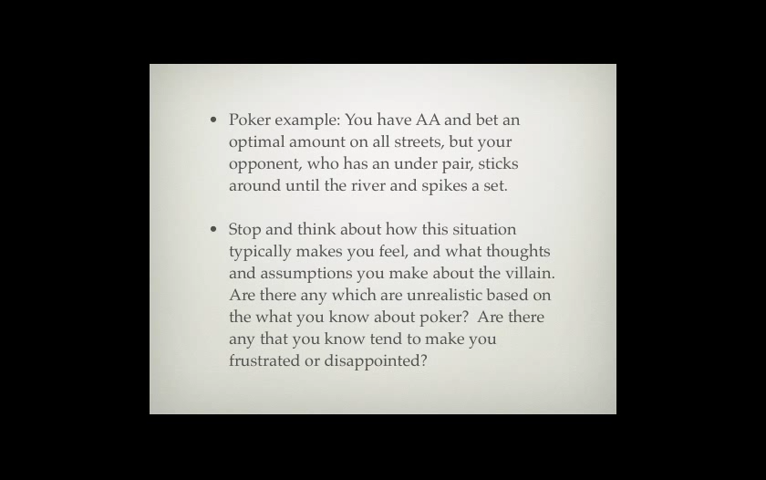 • Poker example: You have AA and bet an
optimal amount on all streets, but your
opponent, who has an under pair, sticks
around until the river and spikes a set.
• Stop and think about how this situation
typically makes you feel, and what thoughts
and assumptions you make about the villain.
Are there any which are unrealistic based on
the what you know about poker?  Are there
any that you know tend to make you
frustrated or disappointed?